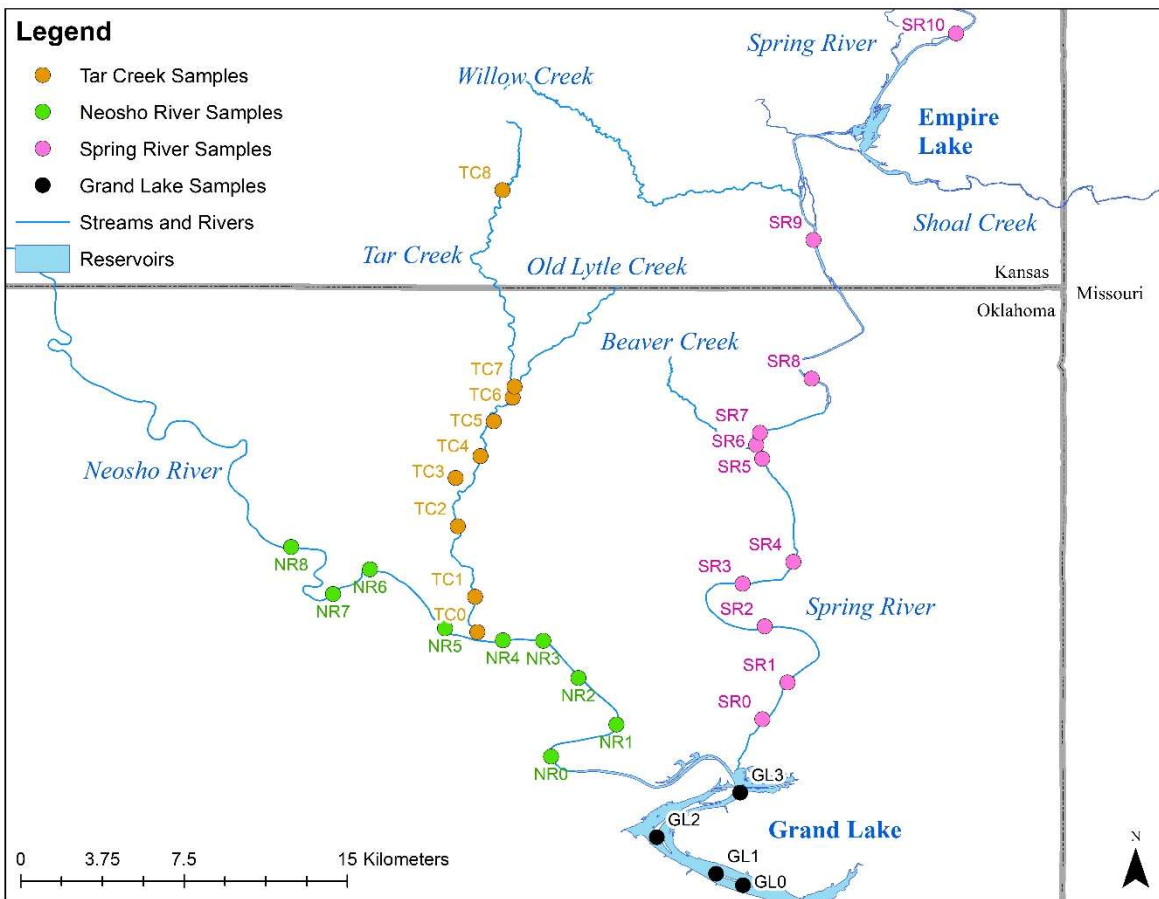 Legend
Tar Creek Samples
Neosho River Samples
Spring River Samples
Grand Lake Samples
Streams and Rivers
Reservoirs
SR10
Spring River
Willow Creek
Empire
Lake
TC8
Shoal Creek
SR9
Tar Creek
Old Lytle Creek
Kansas
Missouri
Oklahoma
Beaver Creek
SR8
TC7
TC6
TC5
SR7
SR6
SR5
TC4
TC3
Neosho River
TC2
SR4
NR8
NR6
SR3
TC1
NR7
SR2
Spring River
TC0
NR5
NR4
NR3
NR2
SR1
SR0
NR1
NR0
GL3
GL2
Grand Lake
GL1
GL0
N
0 3.75 7.5 15 Kilometers